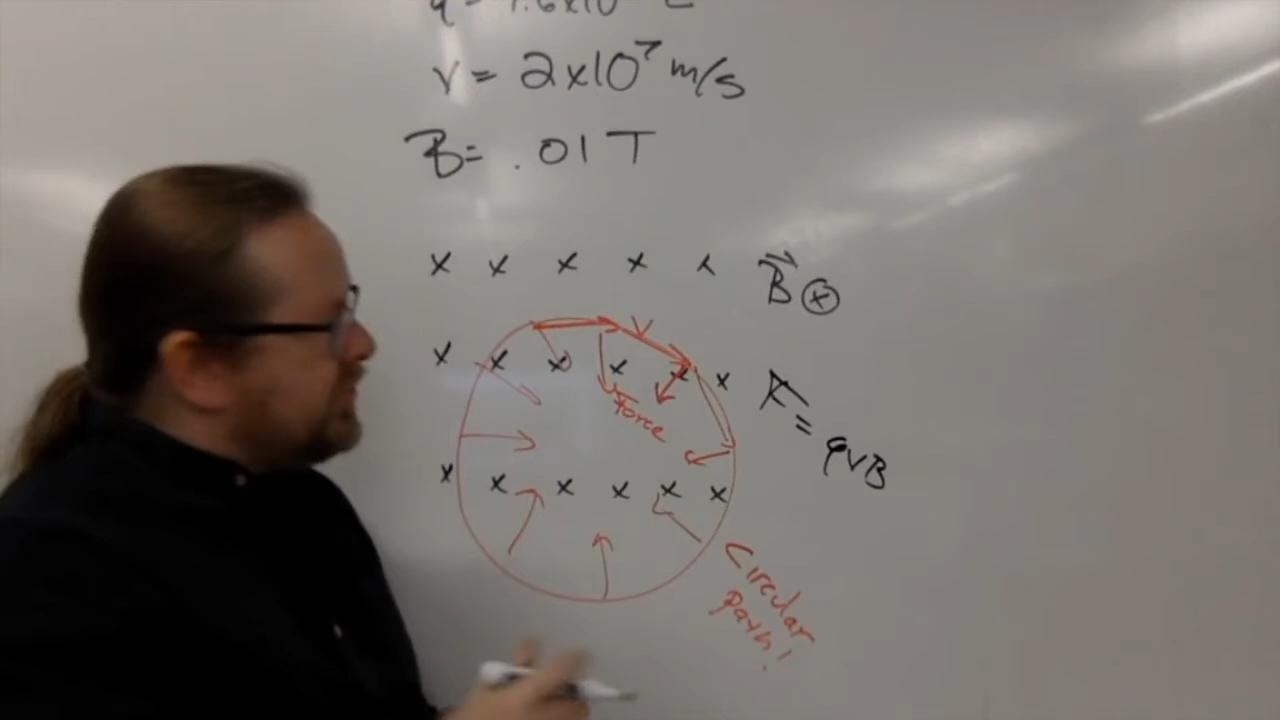 v = 2x10⁷ m/s
B = .01 T
x x x x x B⃗ ⊗
v
x x x x x x
Force
F = qvB
x x x x x x
Circular
path!